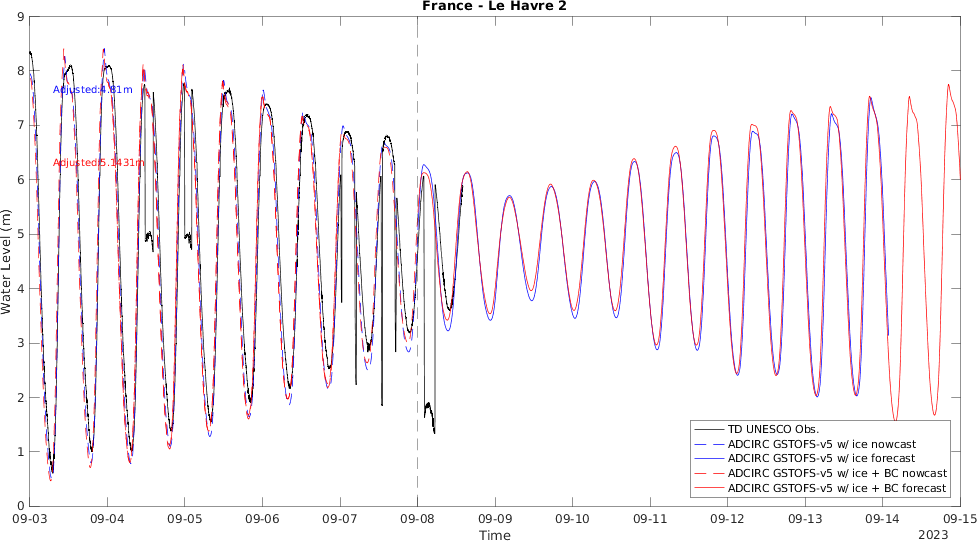 France - Le Havre 2
9
8
7
6
5
4
3
2
1
0
Water Level (m)
Adjusted:4.81m
Adjusted:5.1431m
TD UNESCO Obs.
ADCIRC GSTOFS-v5 w/ ice nowcast
ADCIRC GSTOFS-v5 w/ ice forecast
ADCIRC GSTOFS-v5 w/ ice + BC nowcast
ADCIRC GSTOFS-v5 w/ ice + BC forecast
09-03 09-04 09-05 09-06 09-07 09-08 09-09 09-10 09-11 09-12 09-13 09-14 09-15
Time
2023